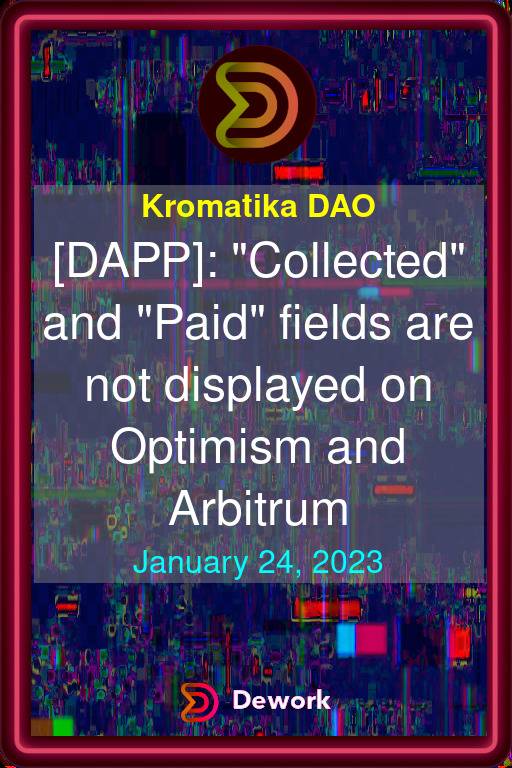 Kromatika DAO
[DAPP]: "Collected"
and "Paid" fields are
not displayed on
Optimism and
Arbitrum
January 24, 2023
Dework